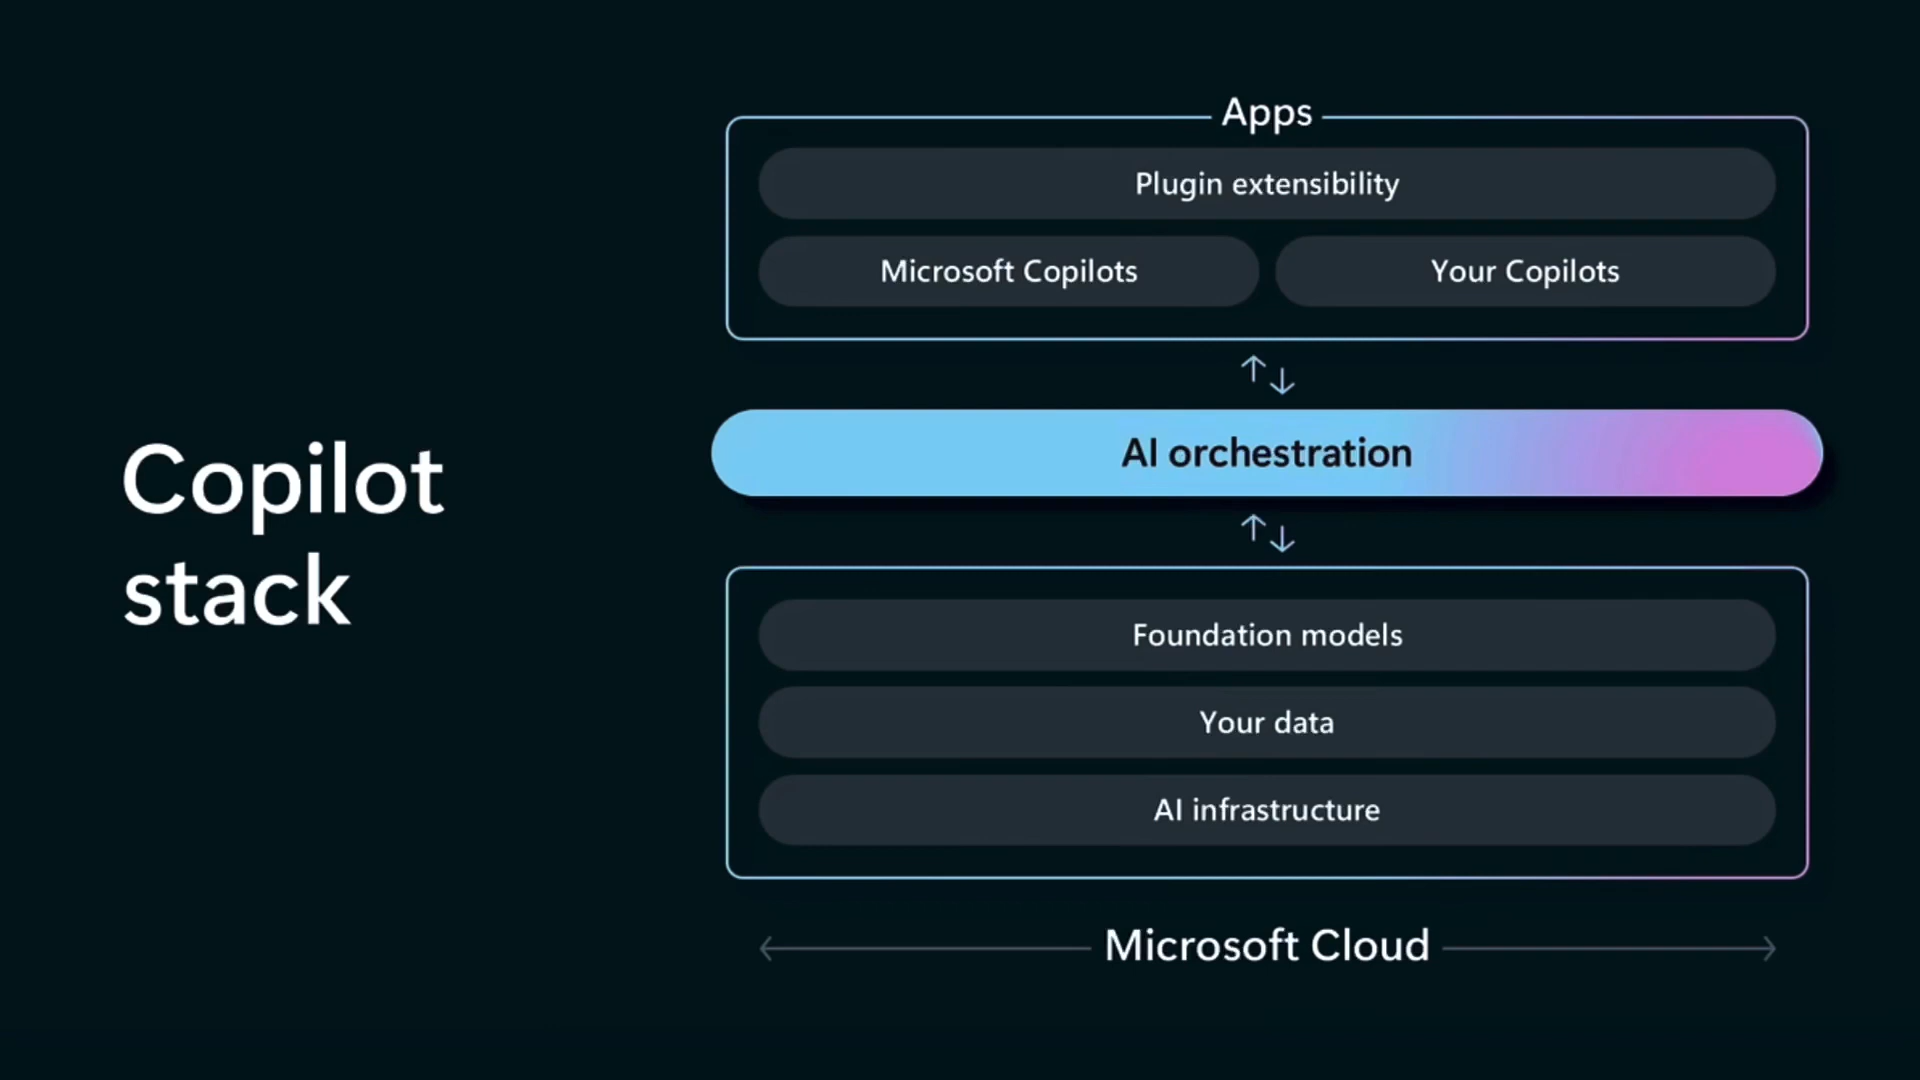 Copilot
stack
Apps
Plugin extensibility
Microsoft Copilots
Your Copilots
AI orchestration
Foundation models
Your data
AI infrastructure
Microsoft Cloud